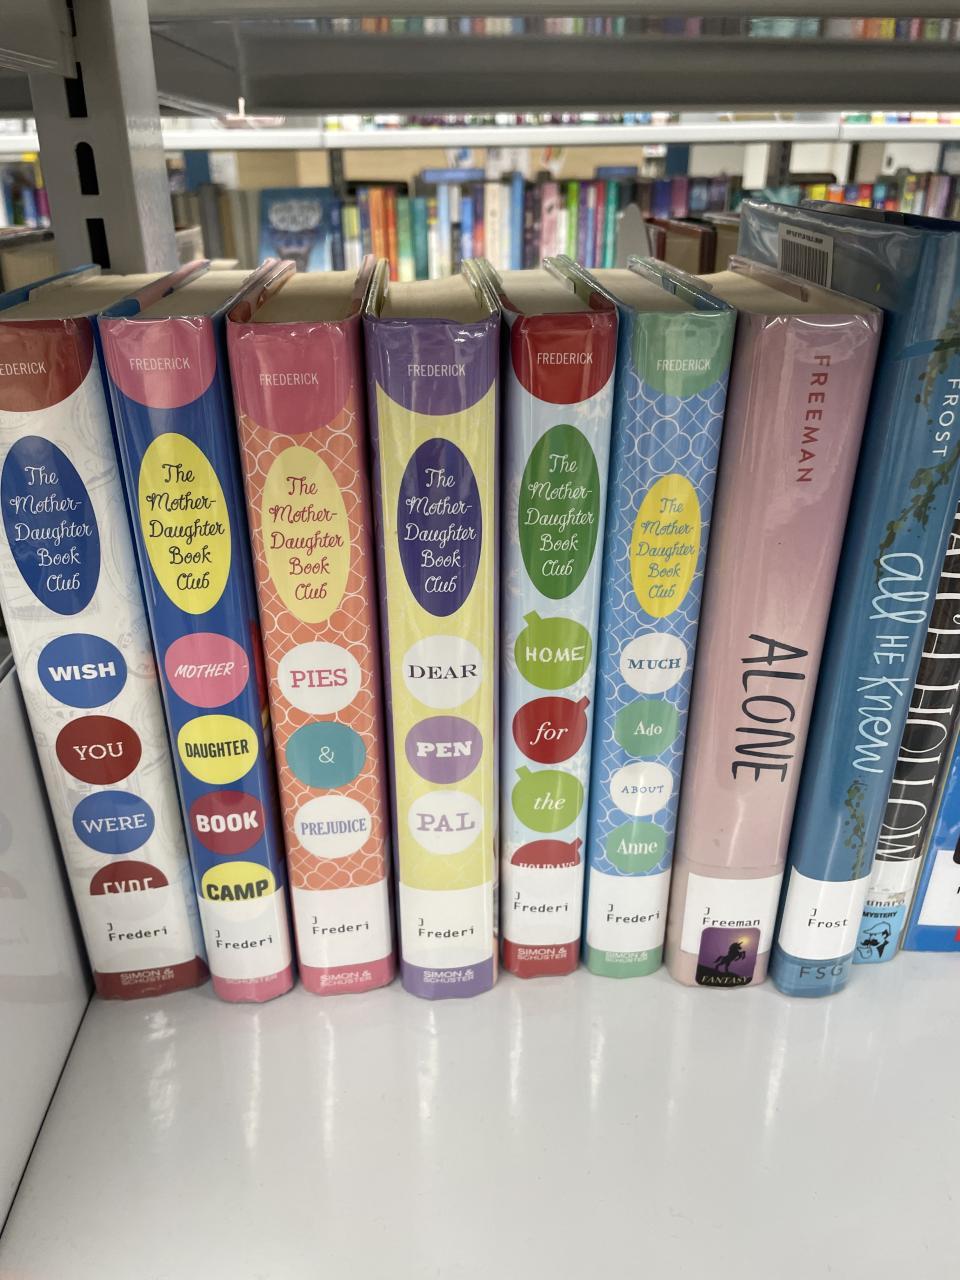 FREDERICK
The
Mother-
Daughter
Book
Club
WISH
YOU
WERE
J
Frederi
SIMON &
SCHUSTER
FREDERICK
The
Mother-
Daughter
Book
Club
MOTHER -
DAUGHTER
BOOK
CAMP
J
Frederi
SIMON &
SCHUSTER
FREDERICK
The
Mother-
Daughter
Book
Club
PIES
&
PREJUDICE
J
Frederi
SIMON &
SCHUSTER
FREDERICK
The
Mother-
Daughter
Book
Club
DEAR
PEN
PAL
J
Frederi
SIMON &
SCHUSTER
FREDERICK
The
Mother-
Daughter
Book
Club
HOME
for
the
HOLIDAYS
J
Frederi
SIMON &
SCHUSTER
FREDERICK
The
Mother-
Daughter
Book
Club
MUCH
Ado
ABOUT
Anne
J
Frederi
SIMON &
SCHUSTER
FREEMAN
ALONE
J
Freeman
FANTASY
FROST
all HE Knew
J
Frost
FSG
MYSTERY